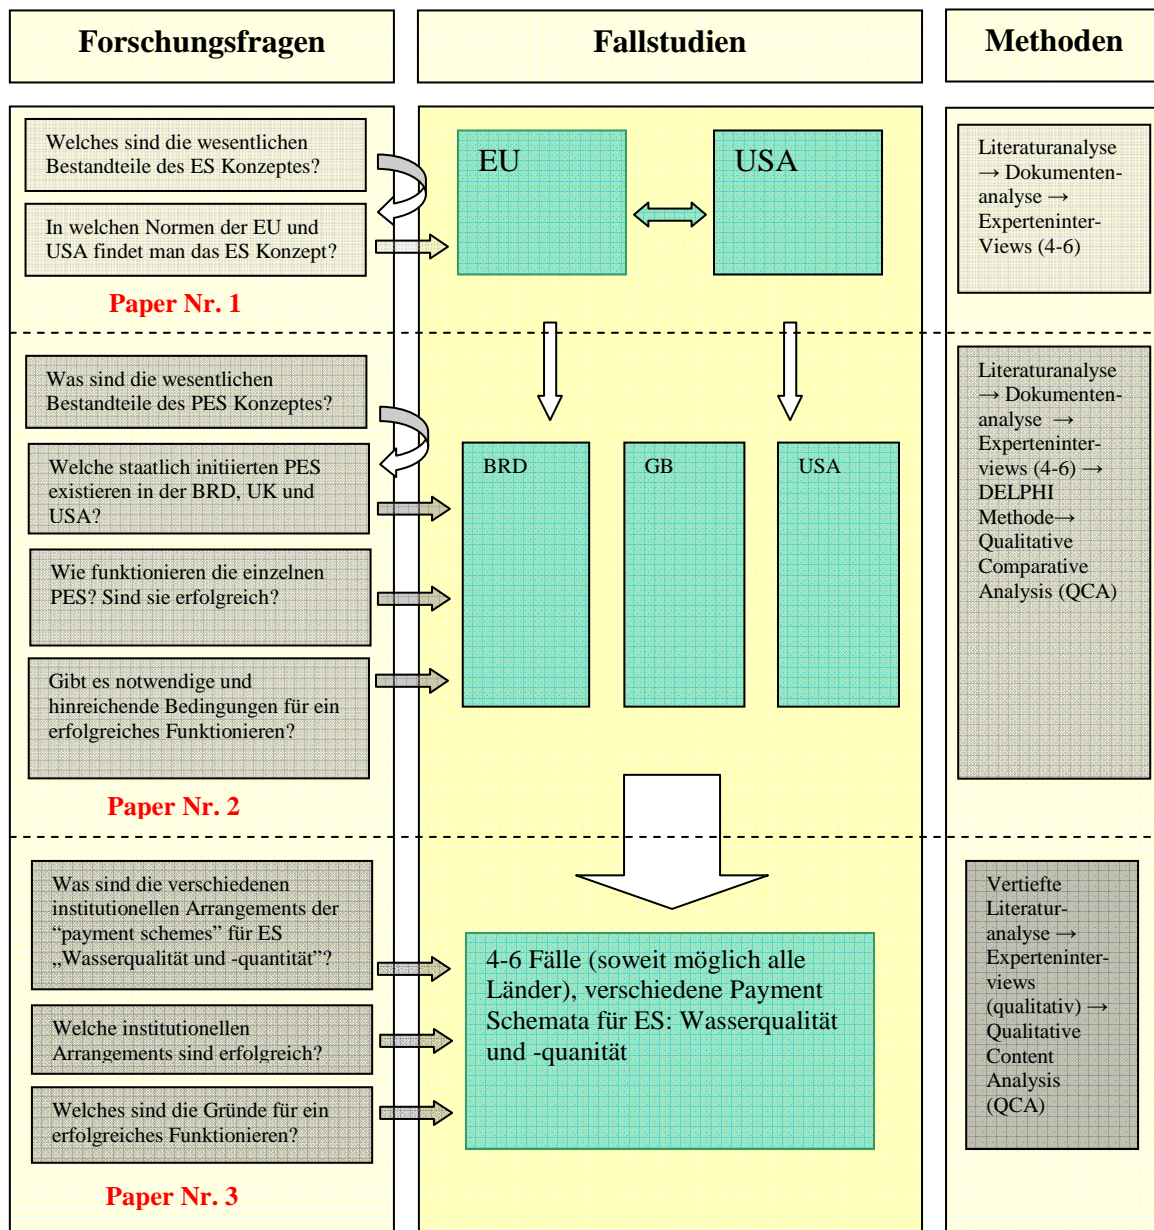 Forschungsfragen
Fallstudien
Methoden
Welches sind die wesentlichen
Bestandteile des ES Konzeptes?
In welchen Normen der EU und
USA findet man das ES Konzept?
Paper Nr. 1
EU
USA
Literaturanalyse
→ Dokumenten-
analyse →
Experteninter-
Views (4-6)
Was sind die wesentlichen
Bestandteile des PES Konzeptes?
Welche staatlich initiierten PES
existieren in der BRD, UK und
USA?
Wie funktionieren die einzelnen
PES? Sind sie erfolgreich?
Gibt es notwendige und
hinreichende Bedingungen für ein
erfolgreiches Funktionieren?
Paper Nr. 2
BRD
GB
USA
Literaturanalyse
→ Dokumenten-
analyse →
Experteninter-
views (4-6) →
DELPHI
Methode→
Qualitative
Comparative
Analysis (QCA)
Was sind die verschiedenen
institutionellen Arrangements der
“payment schemes” für ES
„Wasserqualität und -quantität”?
Welche institutionellen
Arrangements sind erfolgreich?
Welches sind die Gründe für ein
erfolgreiches Funktionieren?
Paper Nr. 3
4-6 Fälle (soweit möglich alle
Länder), verschiedene Payment
Schemata für ES: Wasserqualität
und -quanität
Vertiefte
Literatur-
analyse →
Experteninter-
views
(qualitativ) →
Qualitative
Content
Analysis
(QCA)